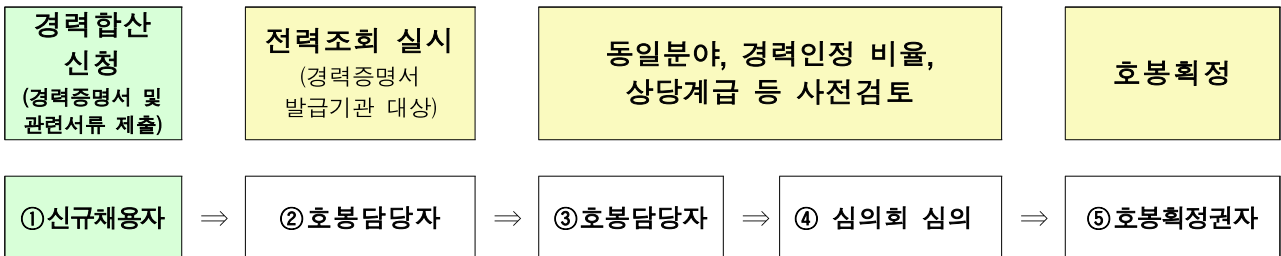 경력합산
신청
(경력증명서 및
관련서류 제출)
전력조회 실시
(경력증명서
발급기관 대상)
동일분야, 경력인정 비율,
상당계급 등 사전검토
호봉획정
①신규채용자 ⇒ ②호봉담당자 ⇒ ③호봉담당자 ⇒ ④ 심의회 심의 ⇒ ⑤호봉획정권자